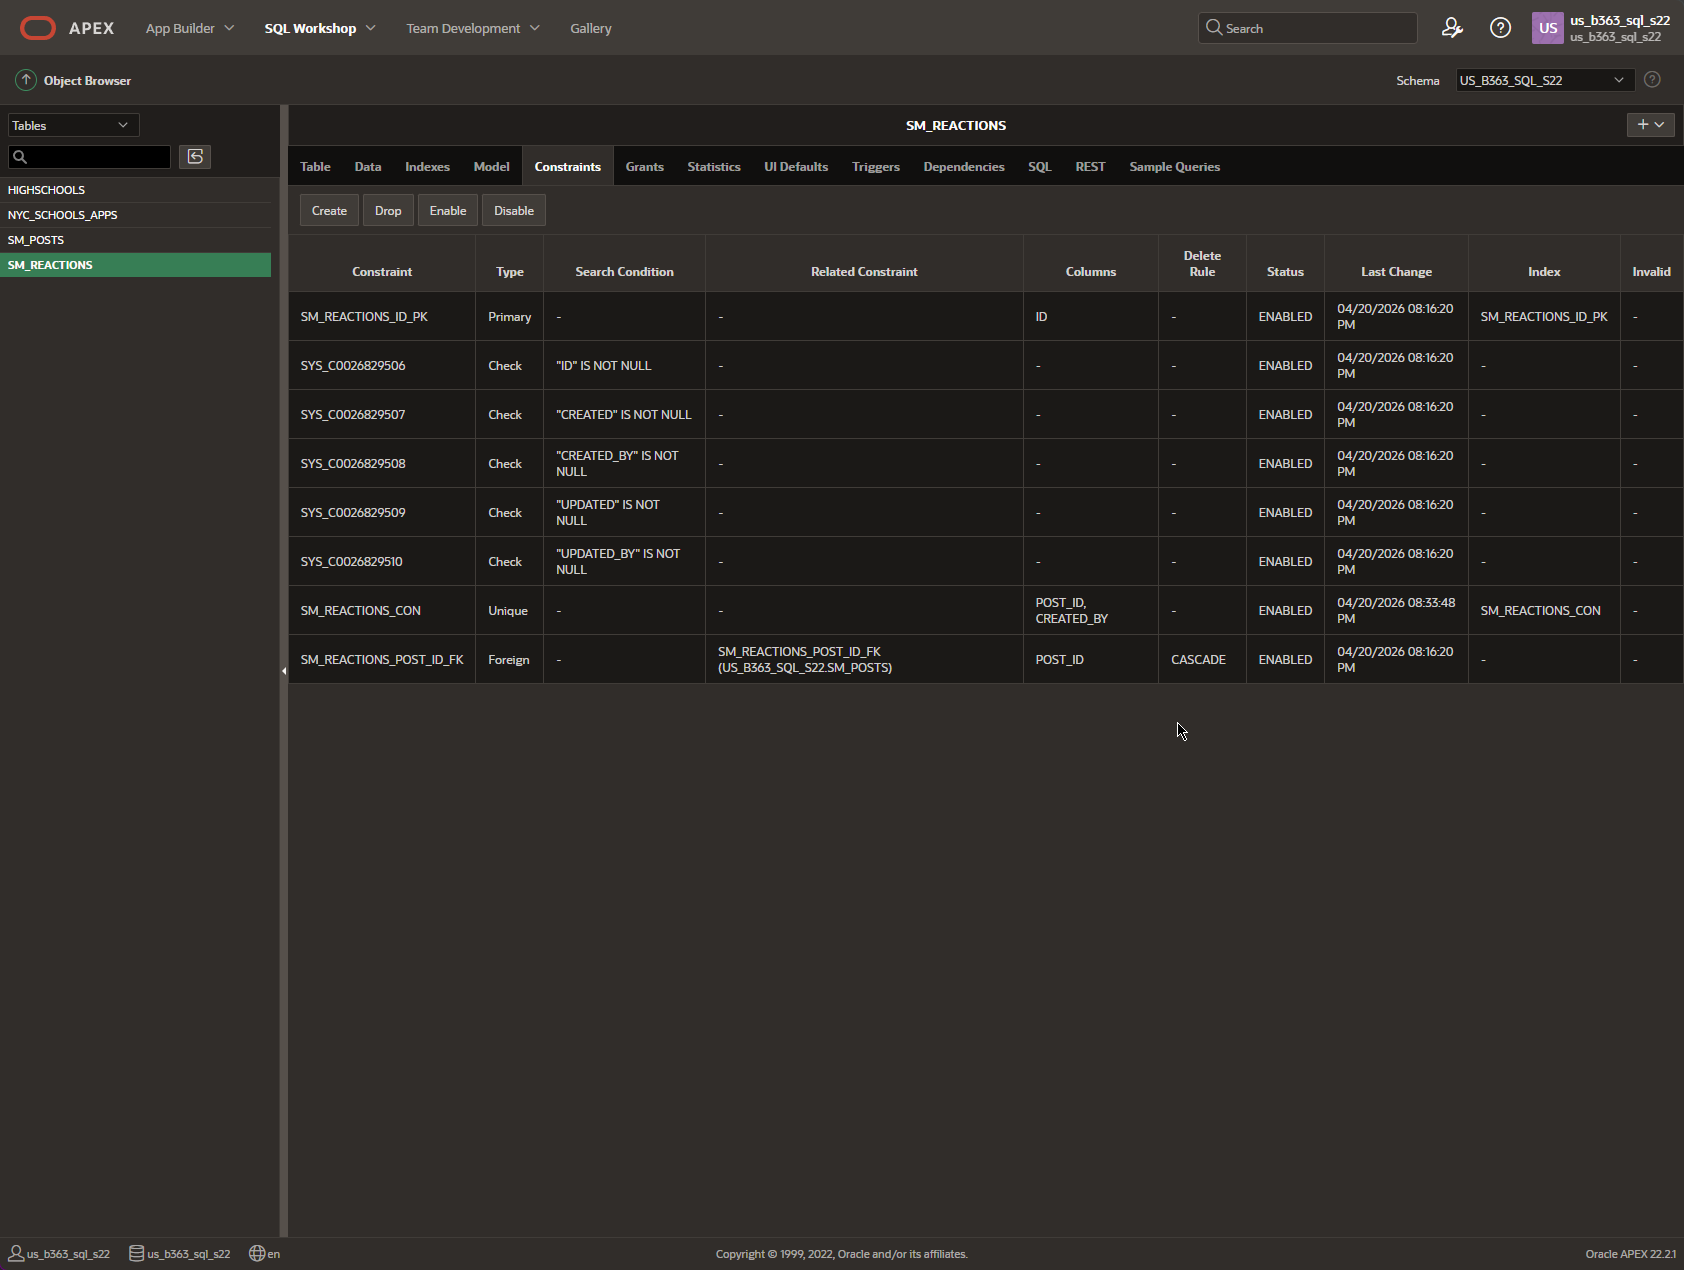 APEX App Builder SQL Workshop Team Development Gallery Search US us_b363_sql_s22
us_b363_sql_s22
Object Browser Schema US_B363_SQL_S22
Tables
HIGHSCHOOLS
NYC_SCHOOLS_APPS
SM_POSTS
SM_REACTIONS
SM_REACTIONS
Table Data Indexes Model Constraints Grants Statistics UI Defaults Triggers Dependencies SQL REST Sample Queries
Create Drop Enable Disable
Constraint Type Search Condition Related Constraint Columns Delete Rule Status Last Change Index Invalid
SM_REACTIONS_ID_PK Primary - - ID - ENABLED 04/20/2026 08:16:20 PM SM_REACTIONS_ID_PK -
SYS_C0026829506 Check "ID" IS NOT NULL - - - ENABLED 04/20/2026 08:16:20 PM - -
SYS_C0026829507 Check "CREATED" IS NOT NULL - - - ENABLED 04/20/2026 08:16:20 PM - -
SYS_C0026829508 Check "CREATED_BY" IS NOT NULL - - - ENABLED 04/20/2026 08:16:20 PM - -
SYS_C0026829509 Check "UPDATED" IS NOT NULL - - - ENABLED 04/20/2026 08:16:20 PM - -
SYS_C0026829510 Check "UPDATED_BY" IS NOT NULL - - - ENABLED 04/20/2026 08:16:20 PM - -
SM_REACTIONS_CON Unique - - POST_ID, CREATED_BY - ENABLED 04/20/2026 08:33:48 PM SM_REACTIONS_CON -
SM_REACTIONS_POST_ID_FK Foreign - SM_REACTIONS_POST_ID_FK (US_B363_SQL_S22.SM_POSTS) POST_ID CASCADE ENABLED 04/20/2026 08:16:20 PM - -
us_b363_sql_s22 us_b363_sql_s22 en Copyright © 1999, 2022, Oracle and/or its affiliates. Oracle APEX 22.2.1